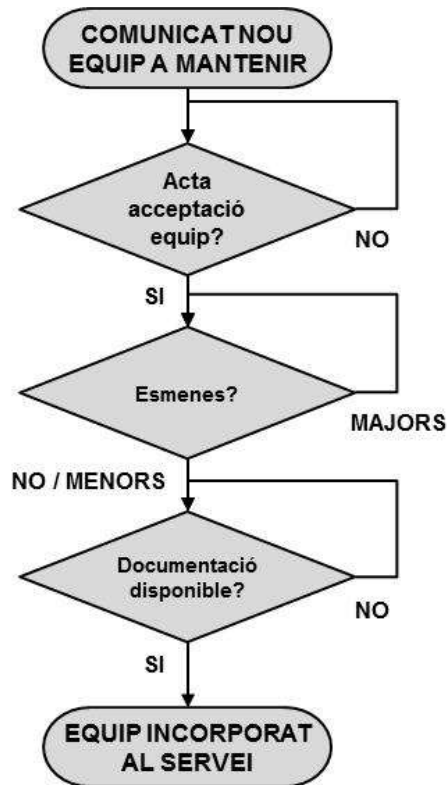 COMUNICAT NOU
EQUIP A MANTENIR
Acta
acceptació
equip?
NO
SI
Esmenes?
MAJORS
NO / MENORS
Documentació
disponible?
NO
SI
EQUIP INCORPORAT
AL SERVEI